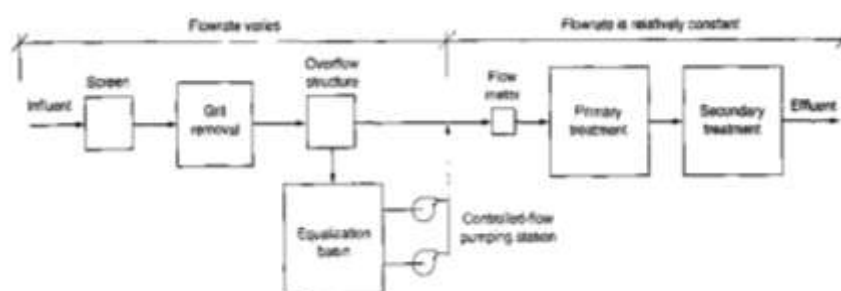 Flowrate varies
Flowrate is relatively constant
Influent
Screen
Grit
removal
Overflow
structure
Flow
meter
Primary
treatment
Secondary
treatment
Effluent
Equalization
basin
Controlled-flow
pumping station